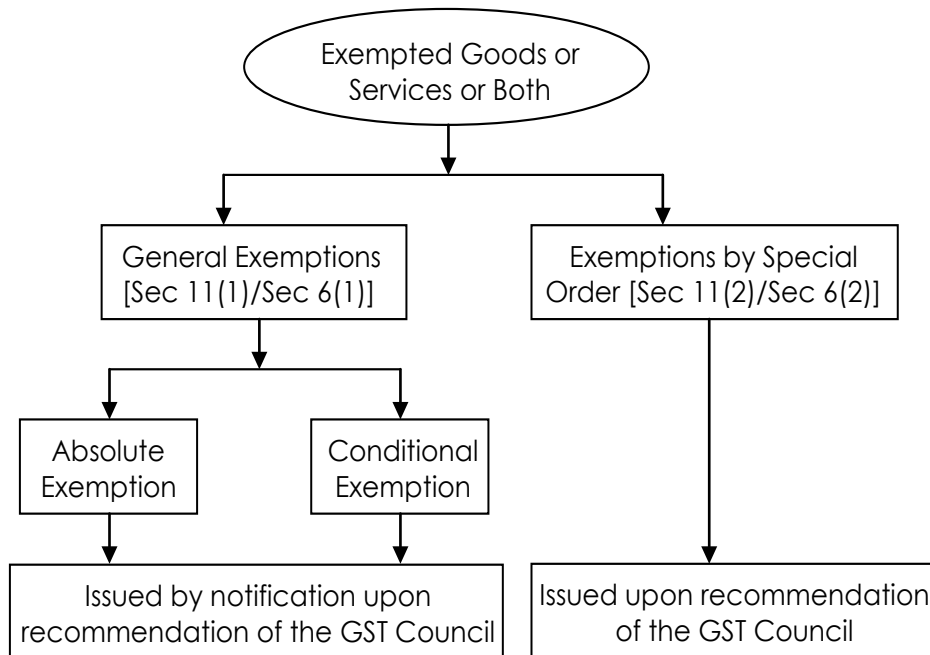 Exempted Goods or
Services or Both
General Exemptions
[Sec 11(1)/Sec 6(1)]
Exemptions by Special
Order [Sec 11(2)/Sec 6(2)]
Absolute
Exemption
Conditional
Exemption
Issued by notification upon
recommendation of the GST Council
Issued upon recommendation
of the GST Council